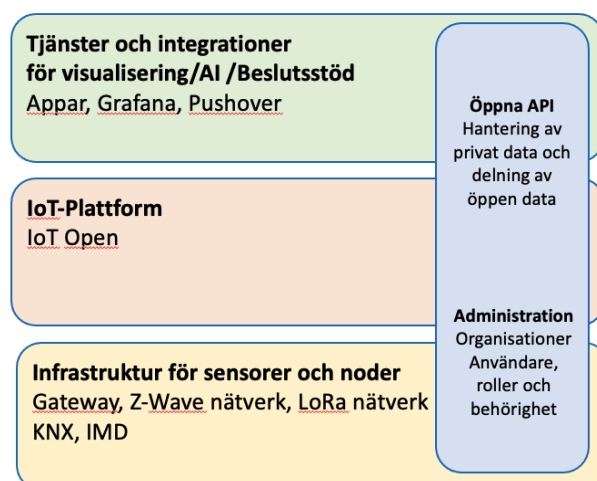 Tjänster och integrationer
för visualisering/AI /Beslutsstöd
Appar, Grafana, Pushover
IoT-Plattform
IoT Open
Infrastruktur för sensorer och noder
Gateway, Z-Wave nätverk, LoRa nätverk
KNX, IMD
Öppna API
Hantering av
privat data och
delning av
öppen data
Administration
Organisationer
Användare,
roller och
behörighet